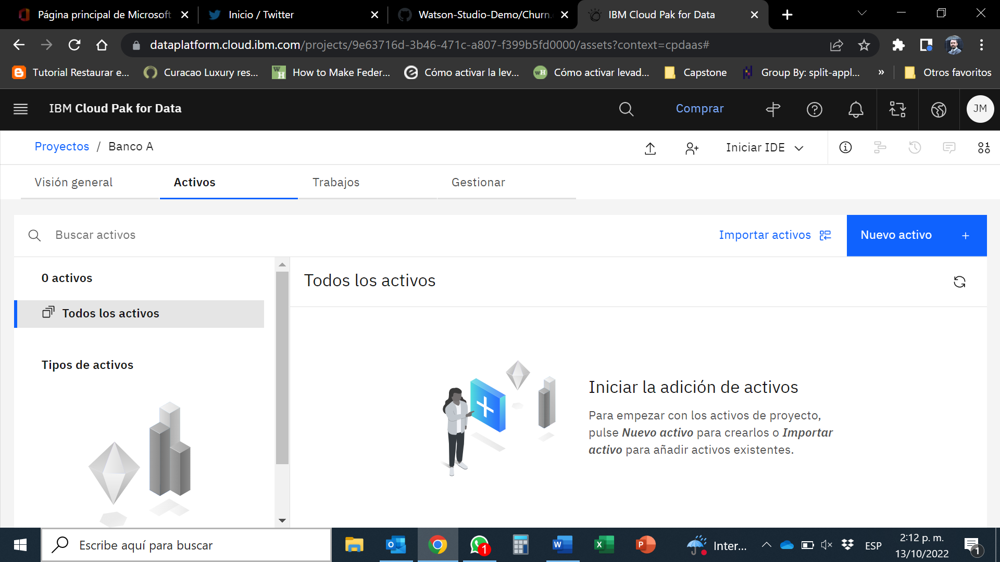 Página principal de Microsoft
Inicio / Twitter
Watson-Studio-Demo/Churn.
IBM Cloud Pak for Data
dataplatform.cloud.ibm.com/projects/9e63716d-3b46-471c-a807-f399b5fd0000/assets?context=cpdaas#
Tutorial Restaurar e...
Curacao Luxury res...
How to Make Feder...
Cómo activar la lev...
Cómo activar levad...
Capstone
Group By: split-appl...
»
Otros favoritos
IBM Cloud Pak for Data
Comprar
JM
Proyectos / Banco A
Iniciar IDE
Visión general
Activos
Trabajos
Gestionar
Buscar activos
Importar activos
Nuevo activo +
0 activos
Todos los activos
Tipos de activos
Todos los activos
Iniciar la adición de activos
Para empezar con los activos de proyecto,
pulse Nuevo activo para crearlos o Importar
activo para añadir activos existentes.
Escribe aquí para buscar
1
Inter...
ESP
2:12 p. m.
13/10/2022
1